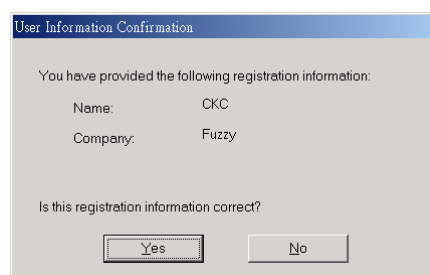 User Information Confirmation
You have provided the following registration information:
Name: CKC
Company: Fuzzy
Is this registration information correct?
Yes No